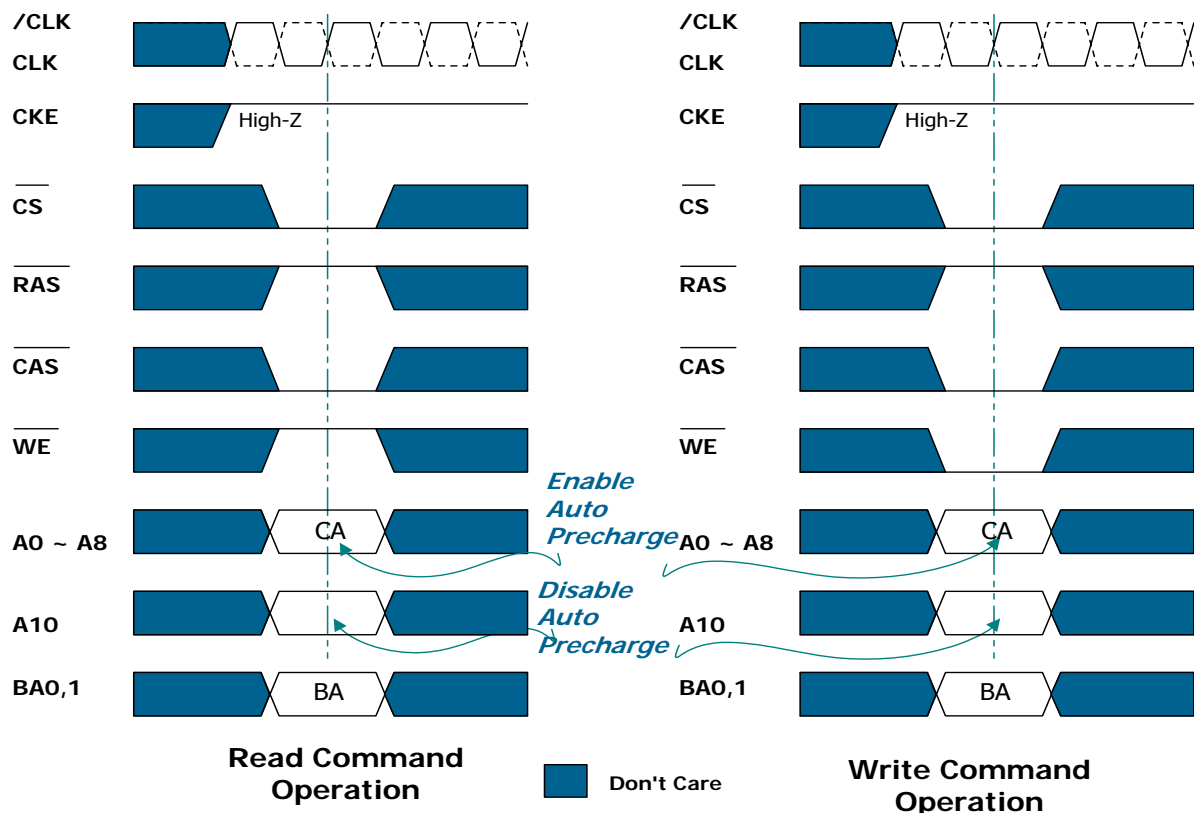 /CLK
CLK
CKE
High-Z
CS
RAS
CAS
WE
A0 ~ A8
CA
A10
BA0,1
BA
Read Command
Operation
Enable
Auto
Precharge
Disable
Auto
Precharge
Don't Care
/CLK
CLK
CKE
High-Z
CS
RAS
CAS
WE
A0 ~ A8
CA
A10
BA0,1
BA
Write Command
Operation